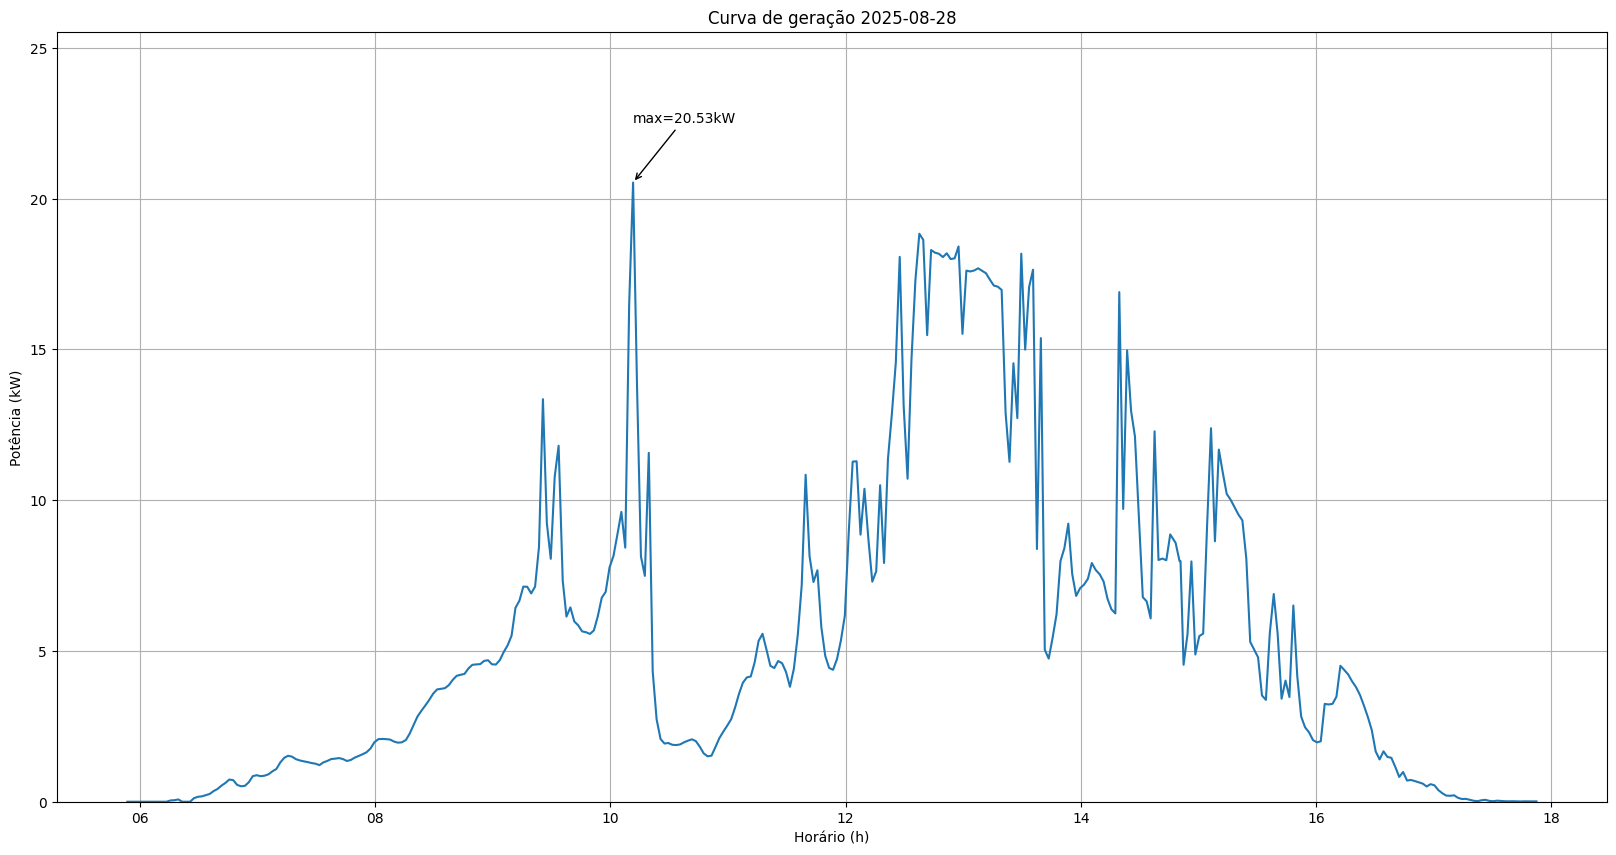 Curva de geração 2025-08-28
25
20
15
10
5
0
Potência (kW)
max=20.53kW
06 08 10 12 14 16 18
Horário (h)